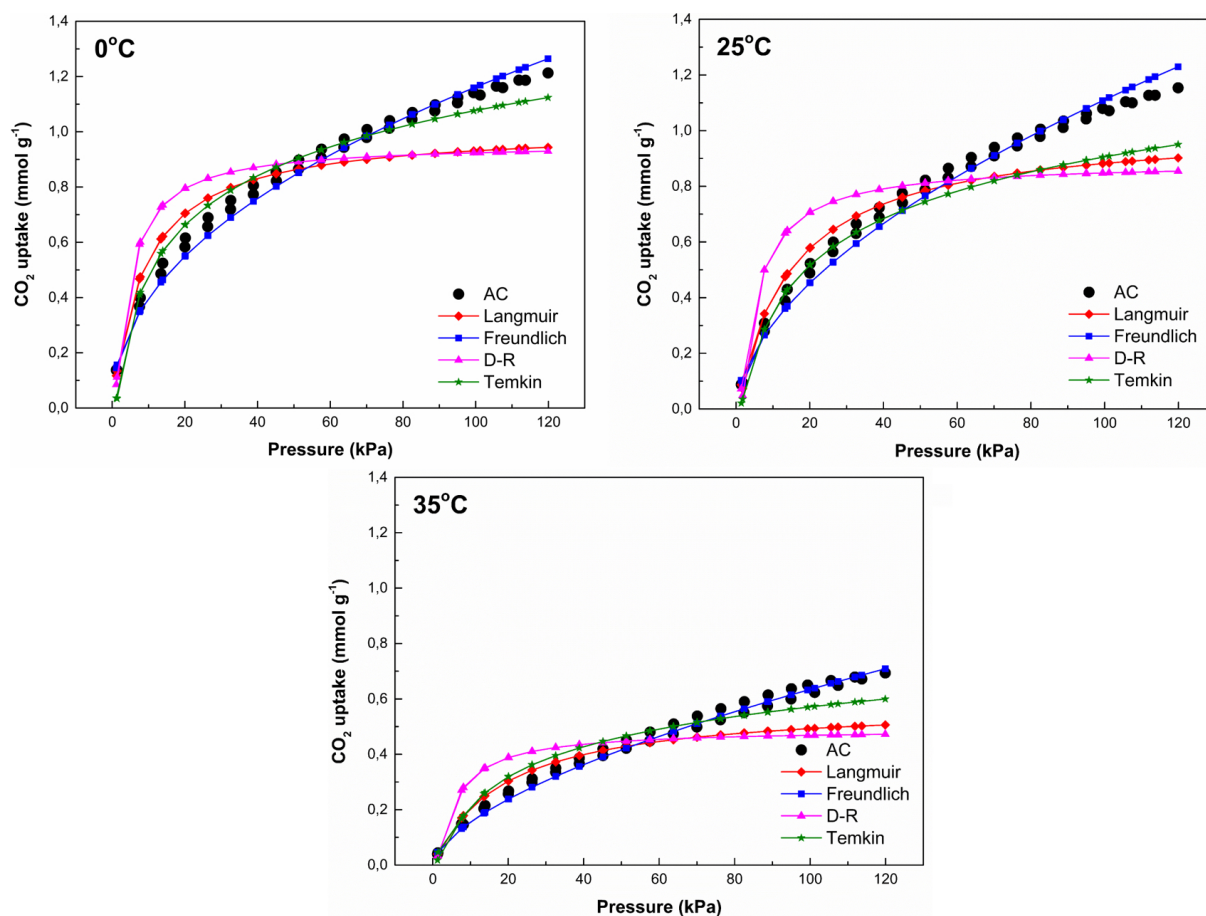 0°C
CO₂ uptake (mmol g⁻¹)
1,4
1,2
1,0
0,8
0,6
0,4
0,2
0,0
AC
Langmuir
Freundlich
D-R
Temkin
0 20 40 60 80 100 120
Pressure (kPa)
25°C
CO₂ uptake (mmol g⁻¹)
1,4
1,2
1,0
0,8
0,6
0,4
0,2
0,0
AC
Langmuir
Freundlich
D-R
Temkin
0 20 40 60 80 100 120
Pressure (kPa)
35°C
CO₂ uptake (mmol g⁻¹)
1,4
1,2
1,0
0,8
0,6
0,4
0,2
0,0
AC
Langmuir
Freundlich
D-R
Temkin
0 20 40 60 80 100 120
Pressure (kPa)